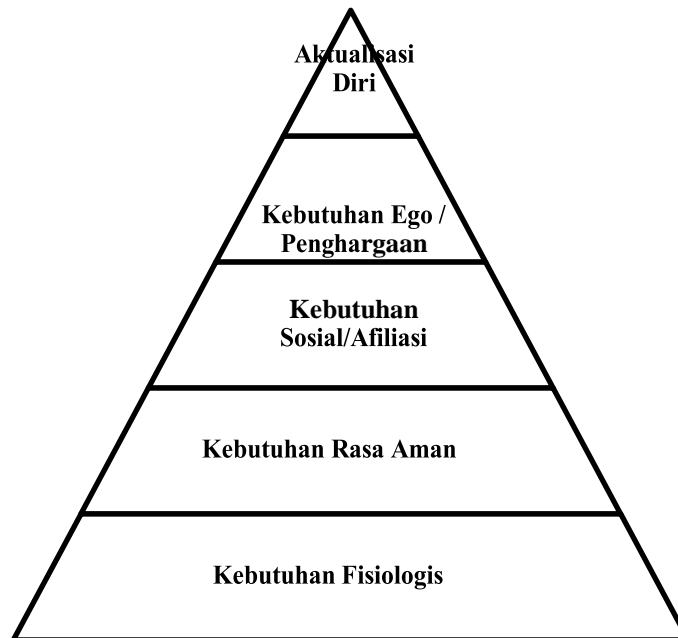 Aktualisasi
Diri
Kebutuhan Ego /
Penghargaan
Kebutuhan
Sosial/Afiliasi
Kebutuhan Rasa Aman
Kebutuhan Fisiologis